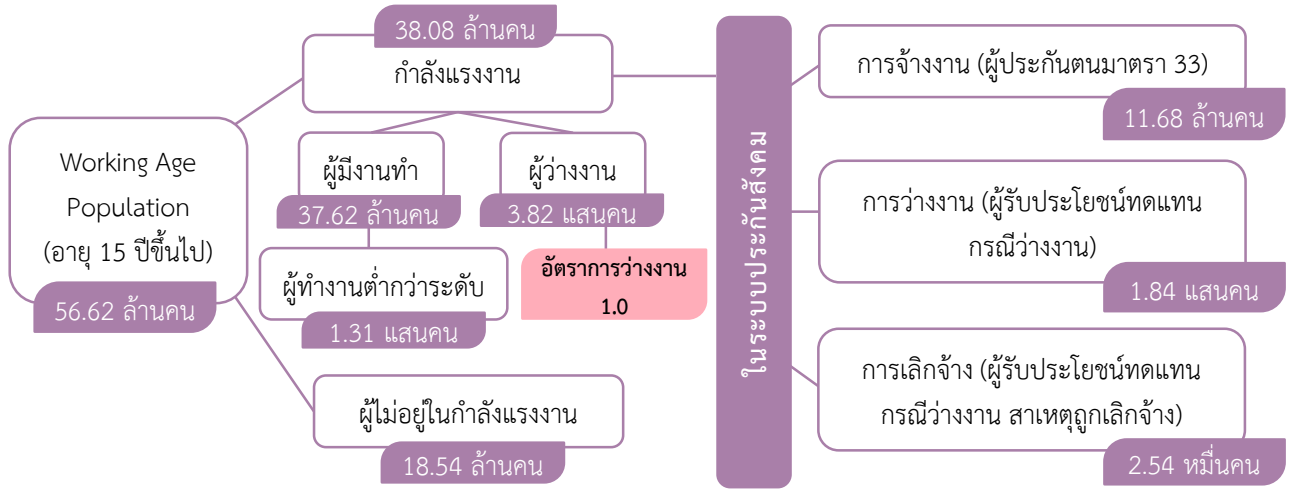 38.08 ล้านคน
กำลังแรงงาน
Working Age
Population
(อายุ 15 ปีขึ้นไป)
56.62 ล้านคน
ผู้มีงานทำ
37.62 ล้านคน
ผู้ว่างงาน
3.82 แสนคน
ผู้ทำงานต่ำกว่าระดับ
1.31 แสนคน
อัตราการว่างงาน
1.0
ผู้ไม่อยู่ในกำลังแรงงาน
18.54 ล้านคน
ในระบบประกันสังคม
การจ้างงาน (ผู้ประกันตนมาตรา 33)
11.68 ล้านคน
การว่างงาน (ผู้รับประโยชน์ทดแทน
กรณีว่างงาน)
1.84 แสนคน
การเลิกจ้าง (ผู้รับประโยชน์ทดแทน
กรณีว่างงาน สาเหตุถูกเลิกจ้าง)
2.54 หมื่นคน